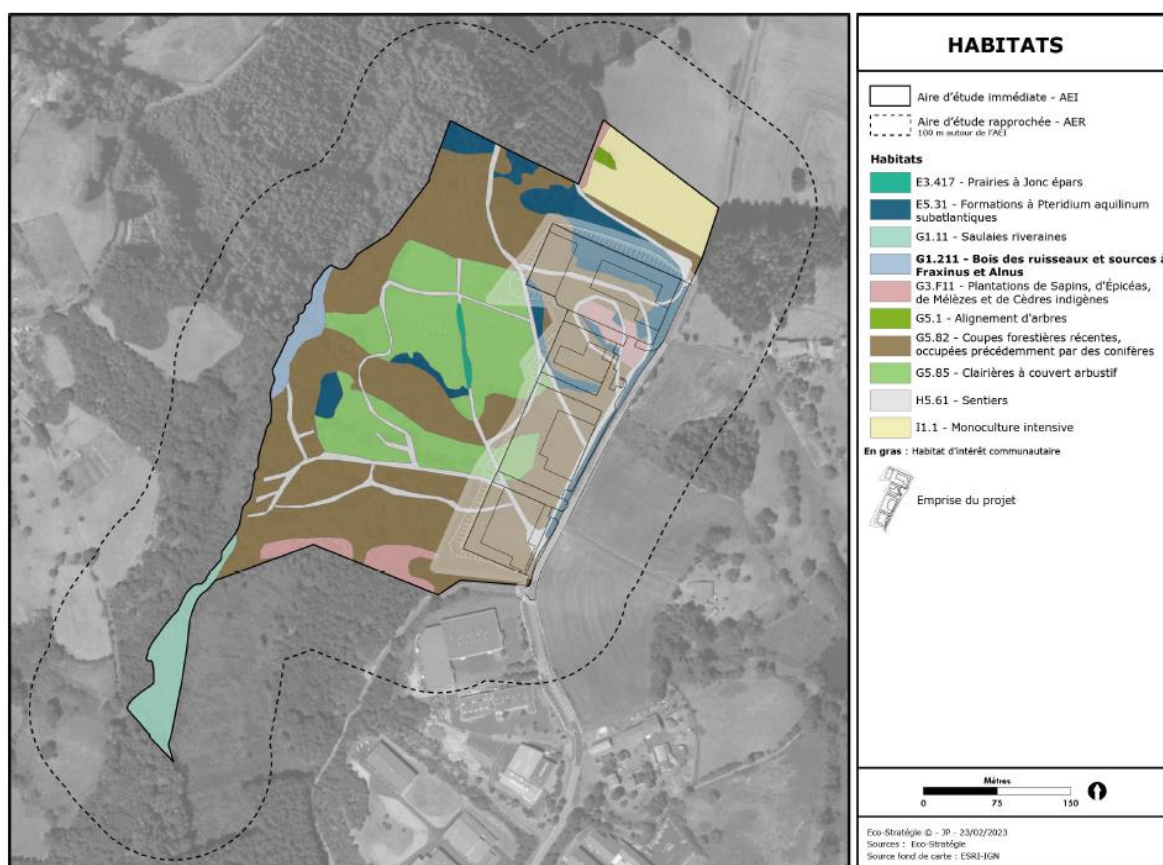 HABITATS
Aire d'étude immédiate - AEI
Aire d'étude rapprochée - AER
100 m autour de l'AEI
Habitats
E3.417 - Prairies à Jonc épars
E5.31 - Formations à Pteridium aquilinum
subatlantiques
G1.11 - Saulaies riveraines
G1.211 - Bois des ruisseaux et sources à
Fraxinus et Alnus
G3.F11 - Plantations de Sapins, d'Épicéas,
de Mélèzes et de Cèdres indigènes
G5.1 - Alignement d'arbres
G5.82 - Coupes forestières récentes,
occupées précédemment par des conifères
G5.85 - Clairières à couvert arbustif
H5.61 - Sentiers
I1.1 - Monoculture intensive
En gras : Habitat d'intérêt communautaire
Emprise du projet
Mètres
0 75 150
Eco-Stratégie © - JP - 23/02/2023
Sources : Eco-Stratégie
Source fond de carte : ESRI-IGN